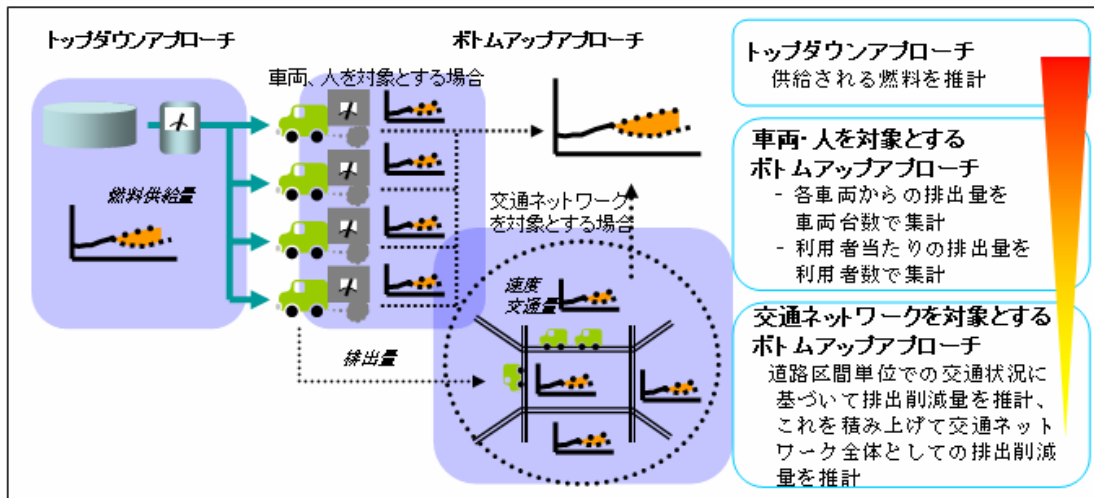 トップダウンアプローチ
燃料供給量
ボトムアップアプローチ
車両、人を対象とする場合
交通ネットワーク
を対象とする場合
速度
交通量
排出量
トップダウンアプローチ
供給される燃料を推計
車両・人を対象とする
ボトムアップアプローチ
- 各車両からの排出量を
車両台数で集計
- 利用者当たりの排出量を
利用者数で集計
交通ネットワークを対象とする
ボトムアップアプローチ
道路区間単位での交通状況に
基づいて排出削減量を推計、
これを積み上げて交通ネット
ワーク全体としての排出削減
量を推計